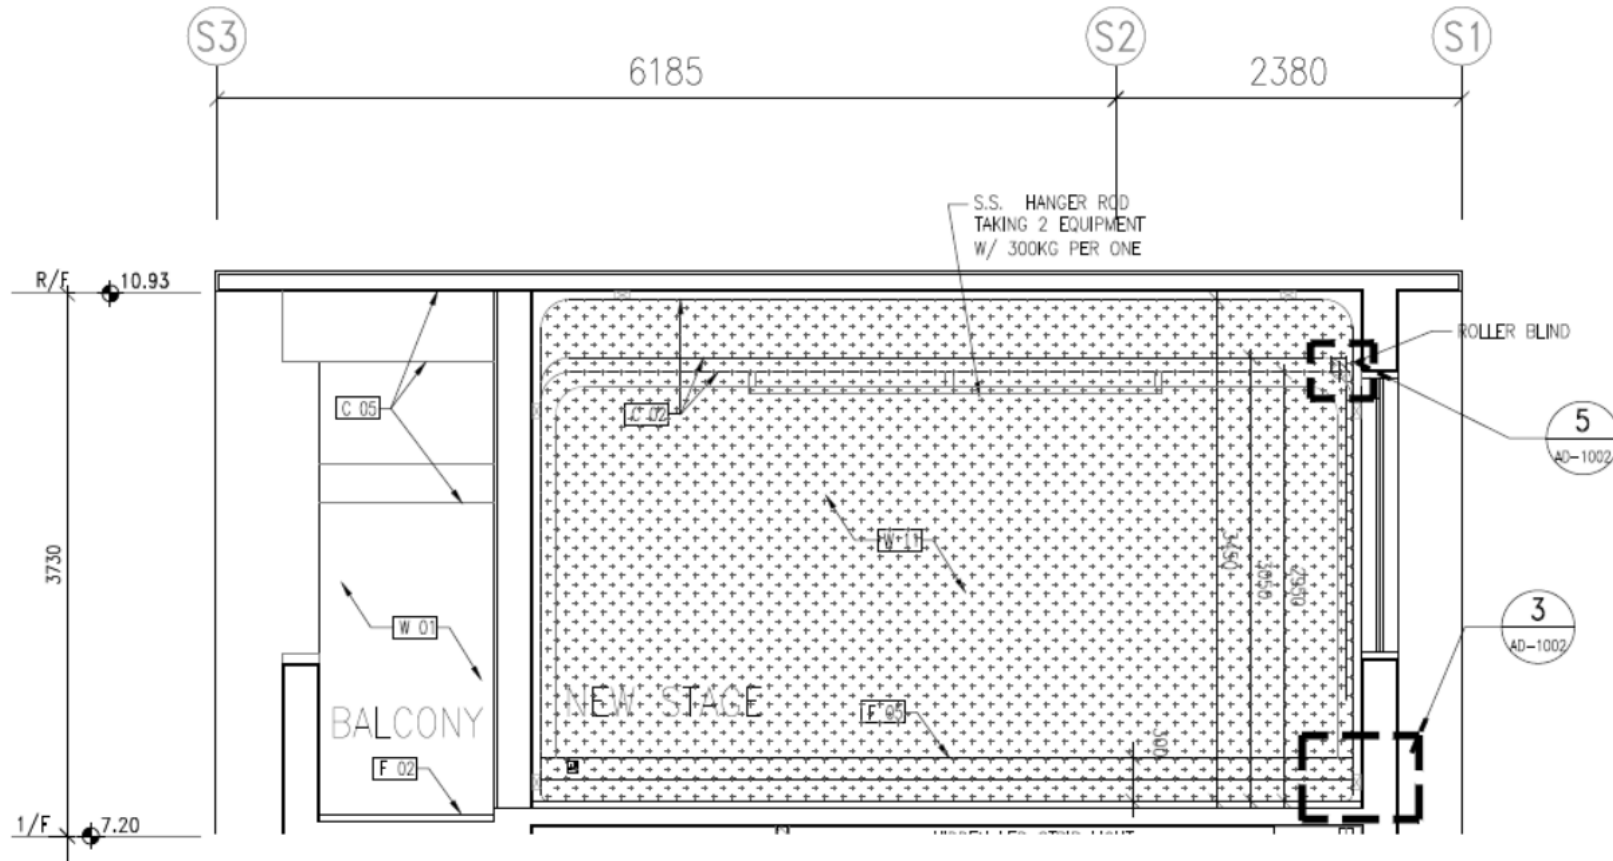 S3
S2
S1
6185
2380
S.S. HANGER ROD
TAKING 2 EQUIPMENT
W/ 300KG PER ONE
R/F
10.93
ROLLER BLIND
C 05
C 02
5
AD-1002
W 11
3450
3050
2950
3730
3
AD-1002
W 01
NEW STAGE
BALCONY
F 05
300
F 02
1/F
7.20